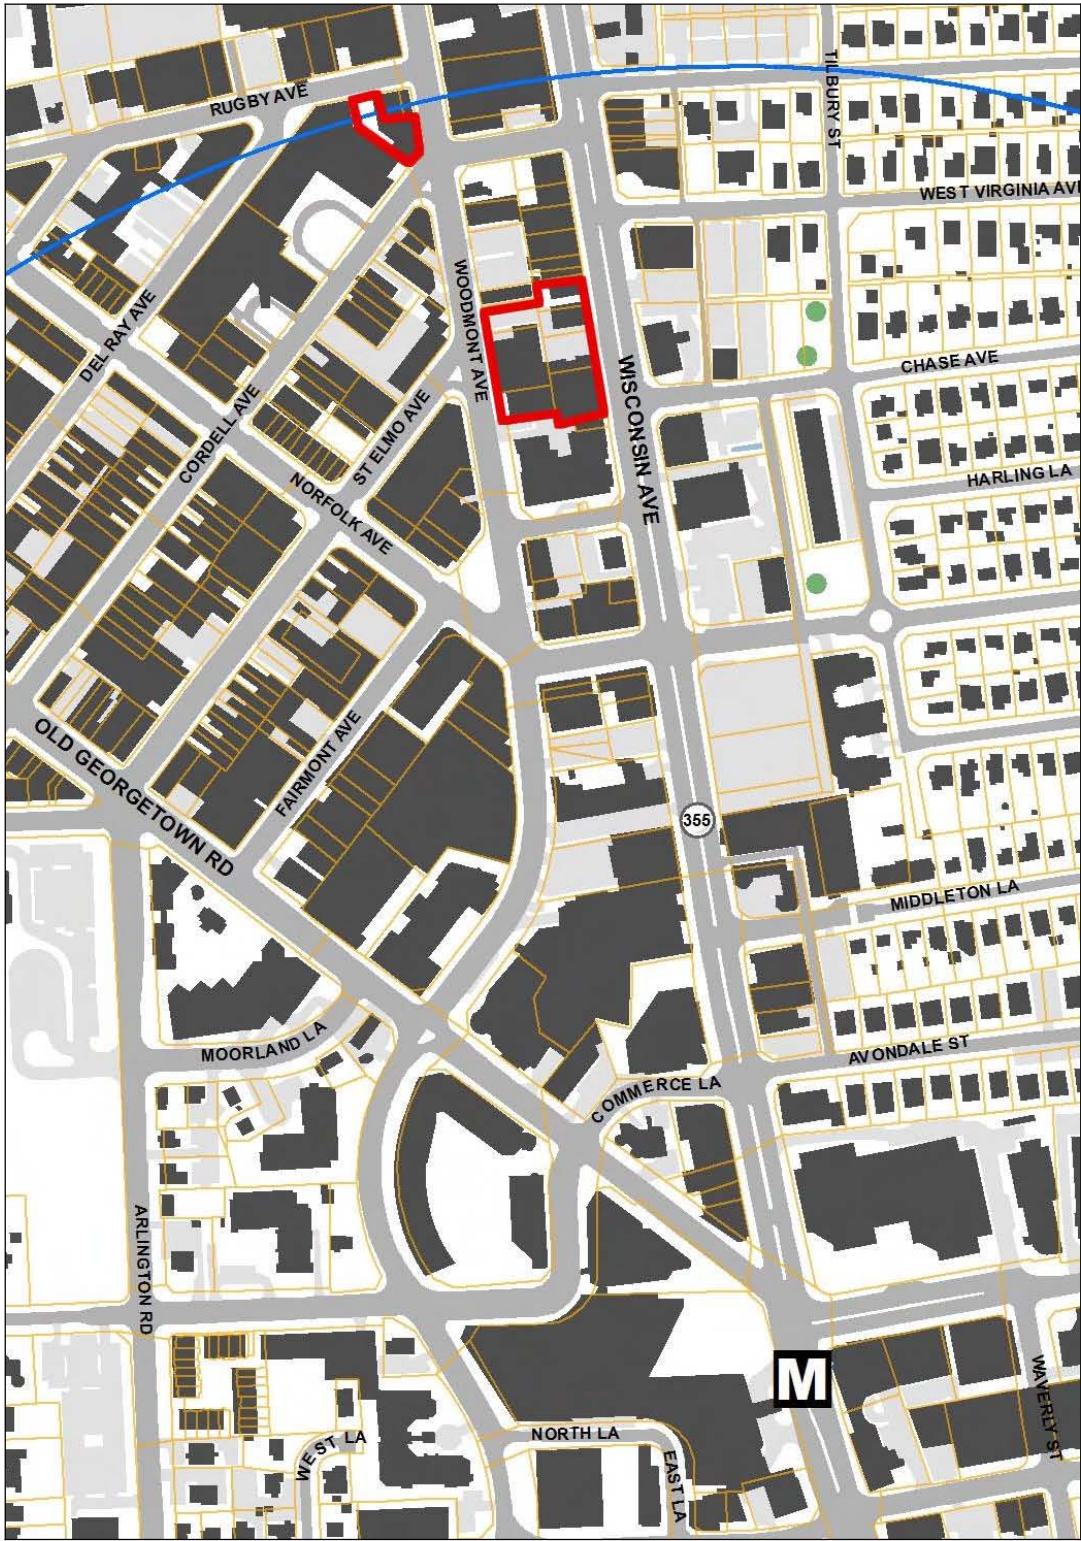 RUGBY AVE
TILBURY ST
WEST VIRGINIA AV
WOODMONT AVE
DEL RAY AVE
WISCONSIN AVE
CHASE AVE
CORDELL AVE
ST ELMO AVE
HARLING LA
NORFOLK AVE
OLD GEORGETOWN RD
FAIRMONT AVE
355
MIDDLETON LA
MOORLAND LA
AVONDALE ST
COMMERCE LA
ARLINGTON RD
M
WAVERLY ST
WEST LA
NORTH LA
EAST LA